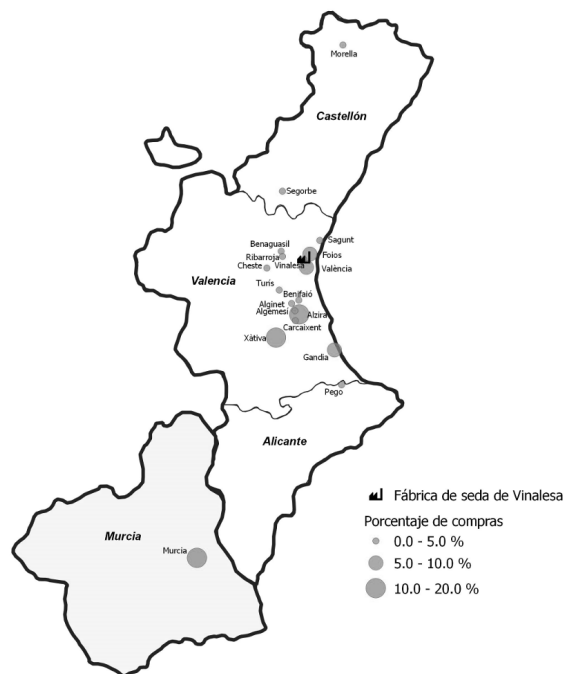 Morella
Castellón
Segorbe
Sagunt
Benaguasil
Ribarroja
Vinalesa
Foios
Cheste
València
Valencia
Turís
Benifaió
Alginet
Algemesí
Alzira
Carcaixent
Xàtiva
Gandia
Pego
Alicante
Murcia
Murcia
Fábrica de seda de Vinalesa
Porcentaje de compras
0.0 - 5.0 %
5.0 - 10.0 %
10.0 - 20.0 %